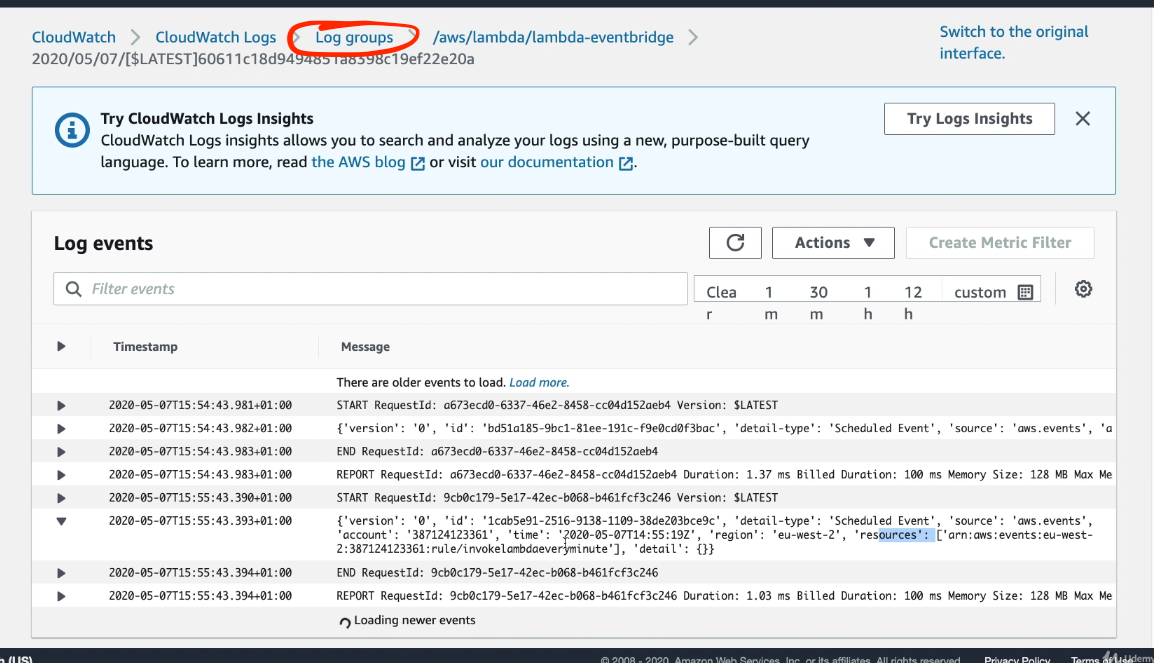 CloudWatch > CloudWatch Logs > Log groups > /aws/lambda/lambda-eventbridge >
2020/05/07/[$LATEST]60611c18d9494851a8398c19ef22e20a
Switch to the original
interface.
Try CloudWatch Logs Insights
CloudWatch Logs insights allows you to search and analyze your logs using a new, purpose-built query
language. To learn more, read the AWS blog or visit our documentation .
Try Logs Insights
Log events
Actions
Create Metric Filter
Filter events
Clea 1 30 1 12 custom
r m m h h
Timestamp Message
There are older events to load. Load more.
2020-05-07T15:54:43.981+01:00 START RequestId: a673ecd0-6337-46e2-8458-cc04d152aeb4 Version: $LATEST
2020-05-07T15:54:43.982+01:00 {'version': '0', 'id': 'bd51a185-9bc1-81ee-191c-f9e0cd0f3bac', 'detail-type': 'Scheduled Event', 'source': 'aws.events', 'a
2020-05-07T15:54:43.983+01:00 END RequestId: a673ecd0-6337-46e2-8458-cc04d152aeb4
2020-05-07T15:54:43.983+01:00 REPORT RequestId: a673ecd0-6337-46e2-8458-cc04d152aeb4 Duration: 1.37 ms Billed Duration: 100 ms Memory Size: 128 MB Max Me
2020-05-07T15:55:43.390+01:00 START RequestId: 9cb0c179-5e17-42ec-b068-b461fcf3c246 Version: $LATEST
2020-05-07T15:55:43.393+01:00 {'version': '0', 'id': '1cab5e91-2516-9138-1109-38de203bce9c', 'detail-type': 'Scheduled Event', 'source': 'aws.events',
'account': '387124123361', 'time': '2020-05-07T14:55:19Z', 'region': 'eu-west-2', 'resources': ['arn:aws:events:eu-west-
2:387124123361:rule/invokelambdaeveryminute'], 'detail': {}}
2020-05-07T15:55:43.394+01:00 END RequestId: 9cb0c179-5e17-42ec-b068-b461fcf3c246
2020-05-07T15:55:43.394+01:00 REPORT RequestId: 9cb0c179-5e17-42ec-b068-b461fcf3c246 Duration: 1.03 ms Billed Duration: 100 ms Memory Size: 128 MB Max Me
Loading newer events
h (US) © 2008 - 2020, Amazon Web Services, Inc. or its affiliates. All rights reserved. Privacy Policy Terms of Use
Udemy